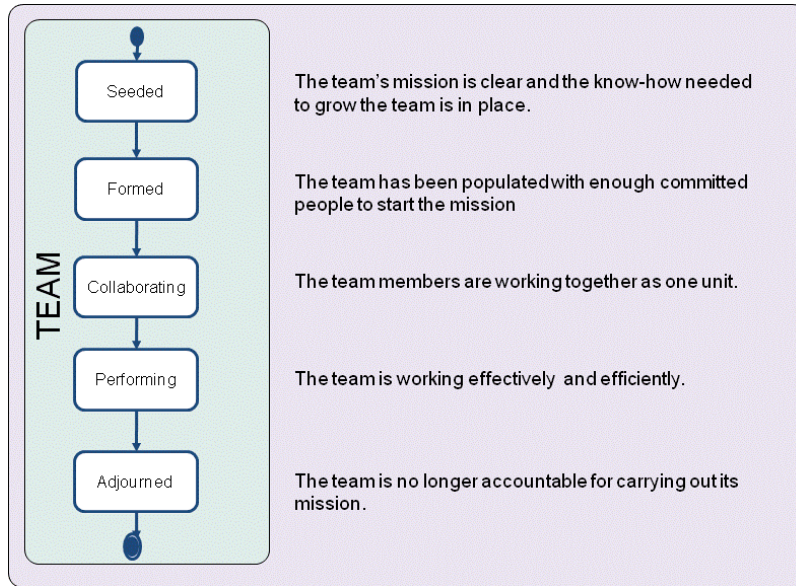 TEAM
Seeded
The team's mission is clear and the know-how needed
to grow the team is in place.
Formed
The team has been populated with enough committed
people to start the mission
Collaborating
The team members are working together as one unit.
Performing
The team is working effectively and efficiently.
Adjourned
The team is no longer accountable for carrying out its
mission.